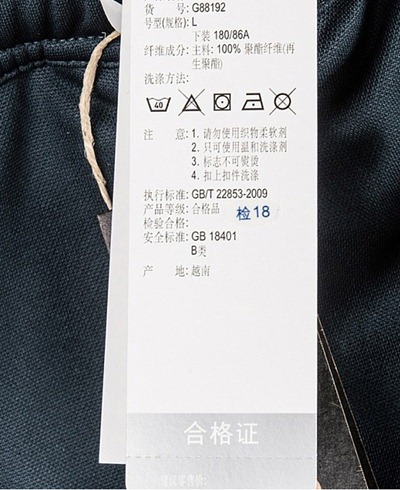 货 号: G88192
号型(规格): L
下装 180/86A
纤维成分: 主料: 100% 聚酯纤维(再
生聚酯)
洗涤方法:
40
注 意: 1. 请勿使用织物柔软剂
2. 只可使用温和洗涤剂
3. 标志不可熨烫
4. 扣上扣件洗涤
执行标准: GB/T 22853-2009
产品等级: 合格品
检18
检验合格:
安全标准: GB 18401
B类
产 地: 越南
合格证
建议零售价: